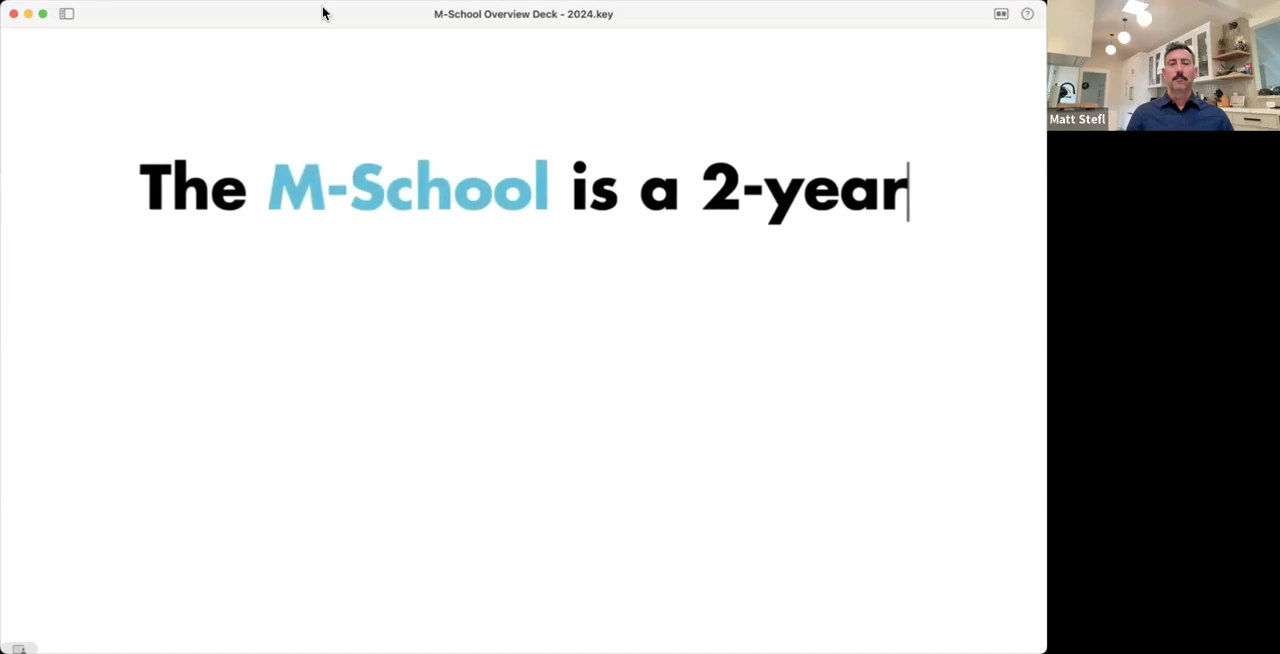 M-School Overview Deck - 2024.key
The M-School is a 2-year
Matt Stefl